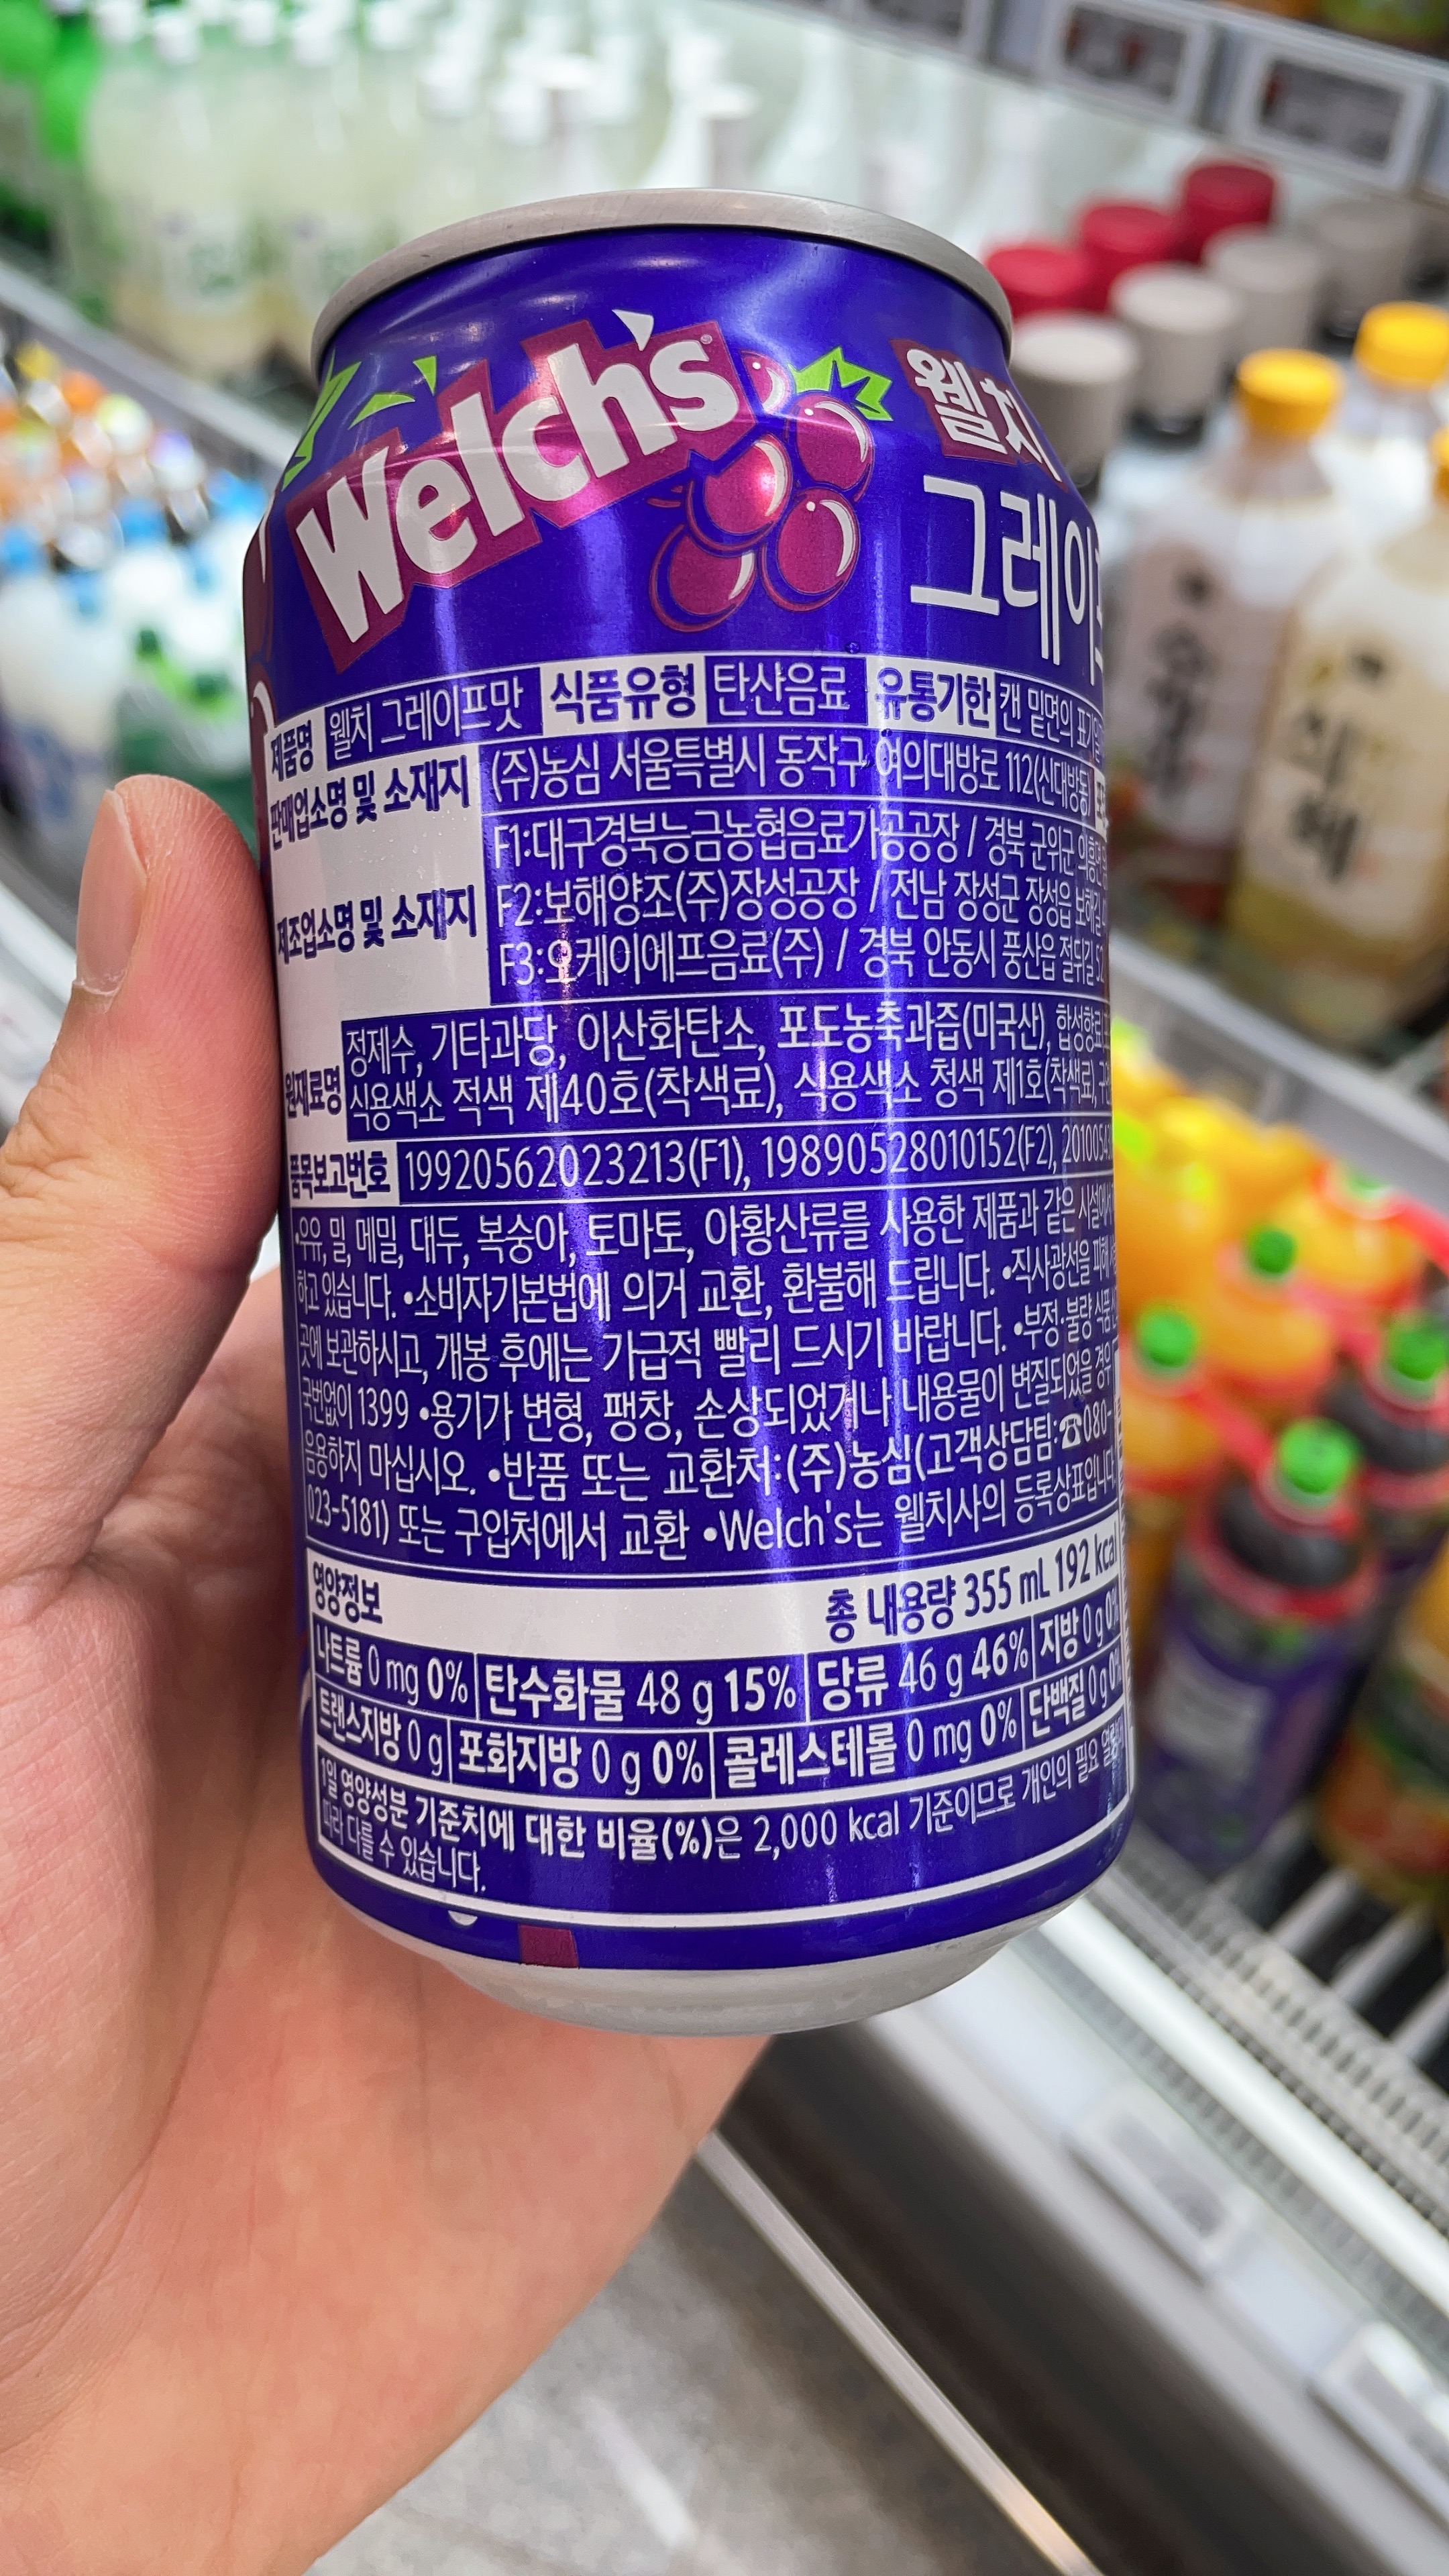 Welch's
웰치
그레이
제품명 웰치 그레이프맛 식품유형 탄산음료 유통기한 캔 밑면의
판매업소명 및 소재지 (주)농심 서울특별시 동작구 여의대방로 112(신대방동)
제조업소명 및 소재지
F1:대구경북능금농협음료가공공장 / 경북 군위군 의흥면
F2:보해양조(주)장성공장 / 전남 장성군 장성읍
F3:오케이에프음료(주) / 경북 안동시 풍산읍 절뒤길 52
원재료명
정제수, 기타과당, 이산화탄소, 포도농축과즙(미국산), 합성향료
식용색소 적색 제40호(착색료), 식용색소 청색 제1호(착색료),
품목보고번호 19920562023213(F1), 19890528010152(F2),
•우유, 밀, 메밀, 대두, 복숭아, 토마토, 아황산류를 사용한 제품과 같은
하고 있습니다. •소비자기본법에 의거 교환, 환불해 드립니다. •직사광선을 피해
곳에 보관하시고, 개봉 후에는 가급적 빨리 드시기 바랍니다. •부정·불량 식품
국번없이 1399 •용기가 변형, 팽창, 손상되었거나 내용물이 변질되었을 경우
음용하지 마십시오. •반품 또는 교환처:(주)농심(고객상담팀:☎080-
023-5181) 또는 구입처에서 교환 •Welch's는 웰치사의 등록상표입니다.
영양정보 총 내용량 355 mL 192 kcal
나트륨 0 mg 0% 탄수화물 48 g 15% 당류 46 g 46% 지방 0 g 0%
트랜스지방 0 g 포화지방 0 g 0% 콜레스테롤 0 mg 0% 단백질 0 g 0%
1일 영양성분 기준치에 대한 비율(%)은 2,000 kcal 기준이므로 개인의 필요
따라 다를 수 있습니다.
식혜